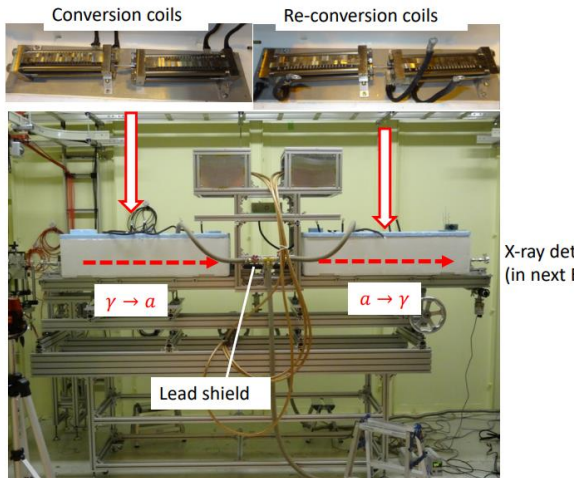 Conversion coils
Re-conversion coils
γ → a
a → γ
Lead shield
X-ray det
(in next